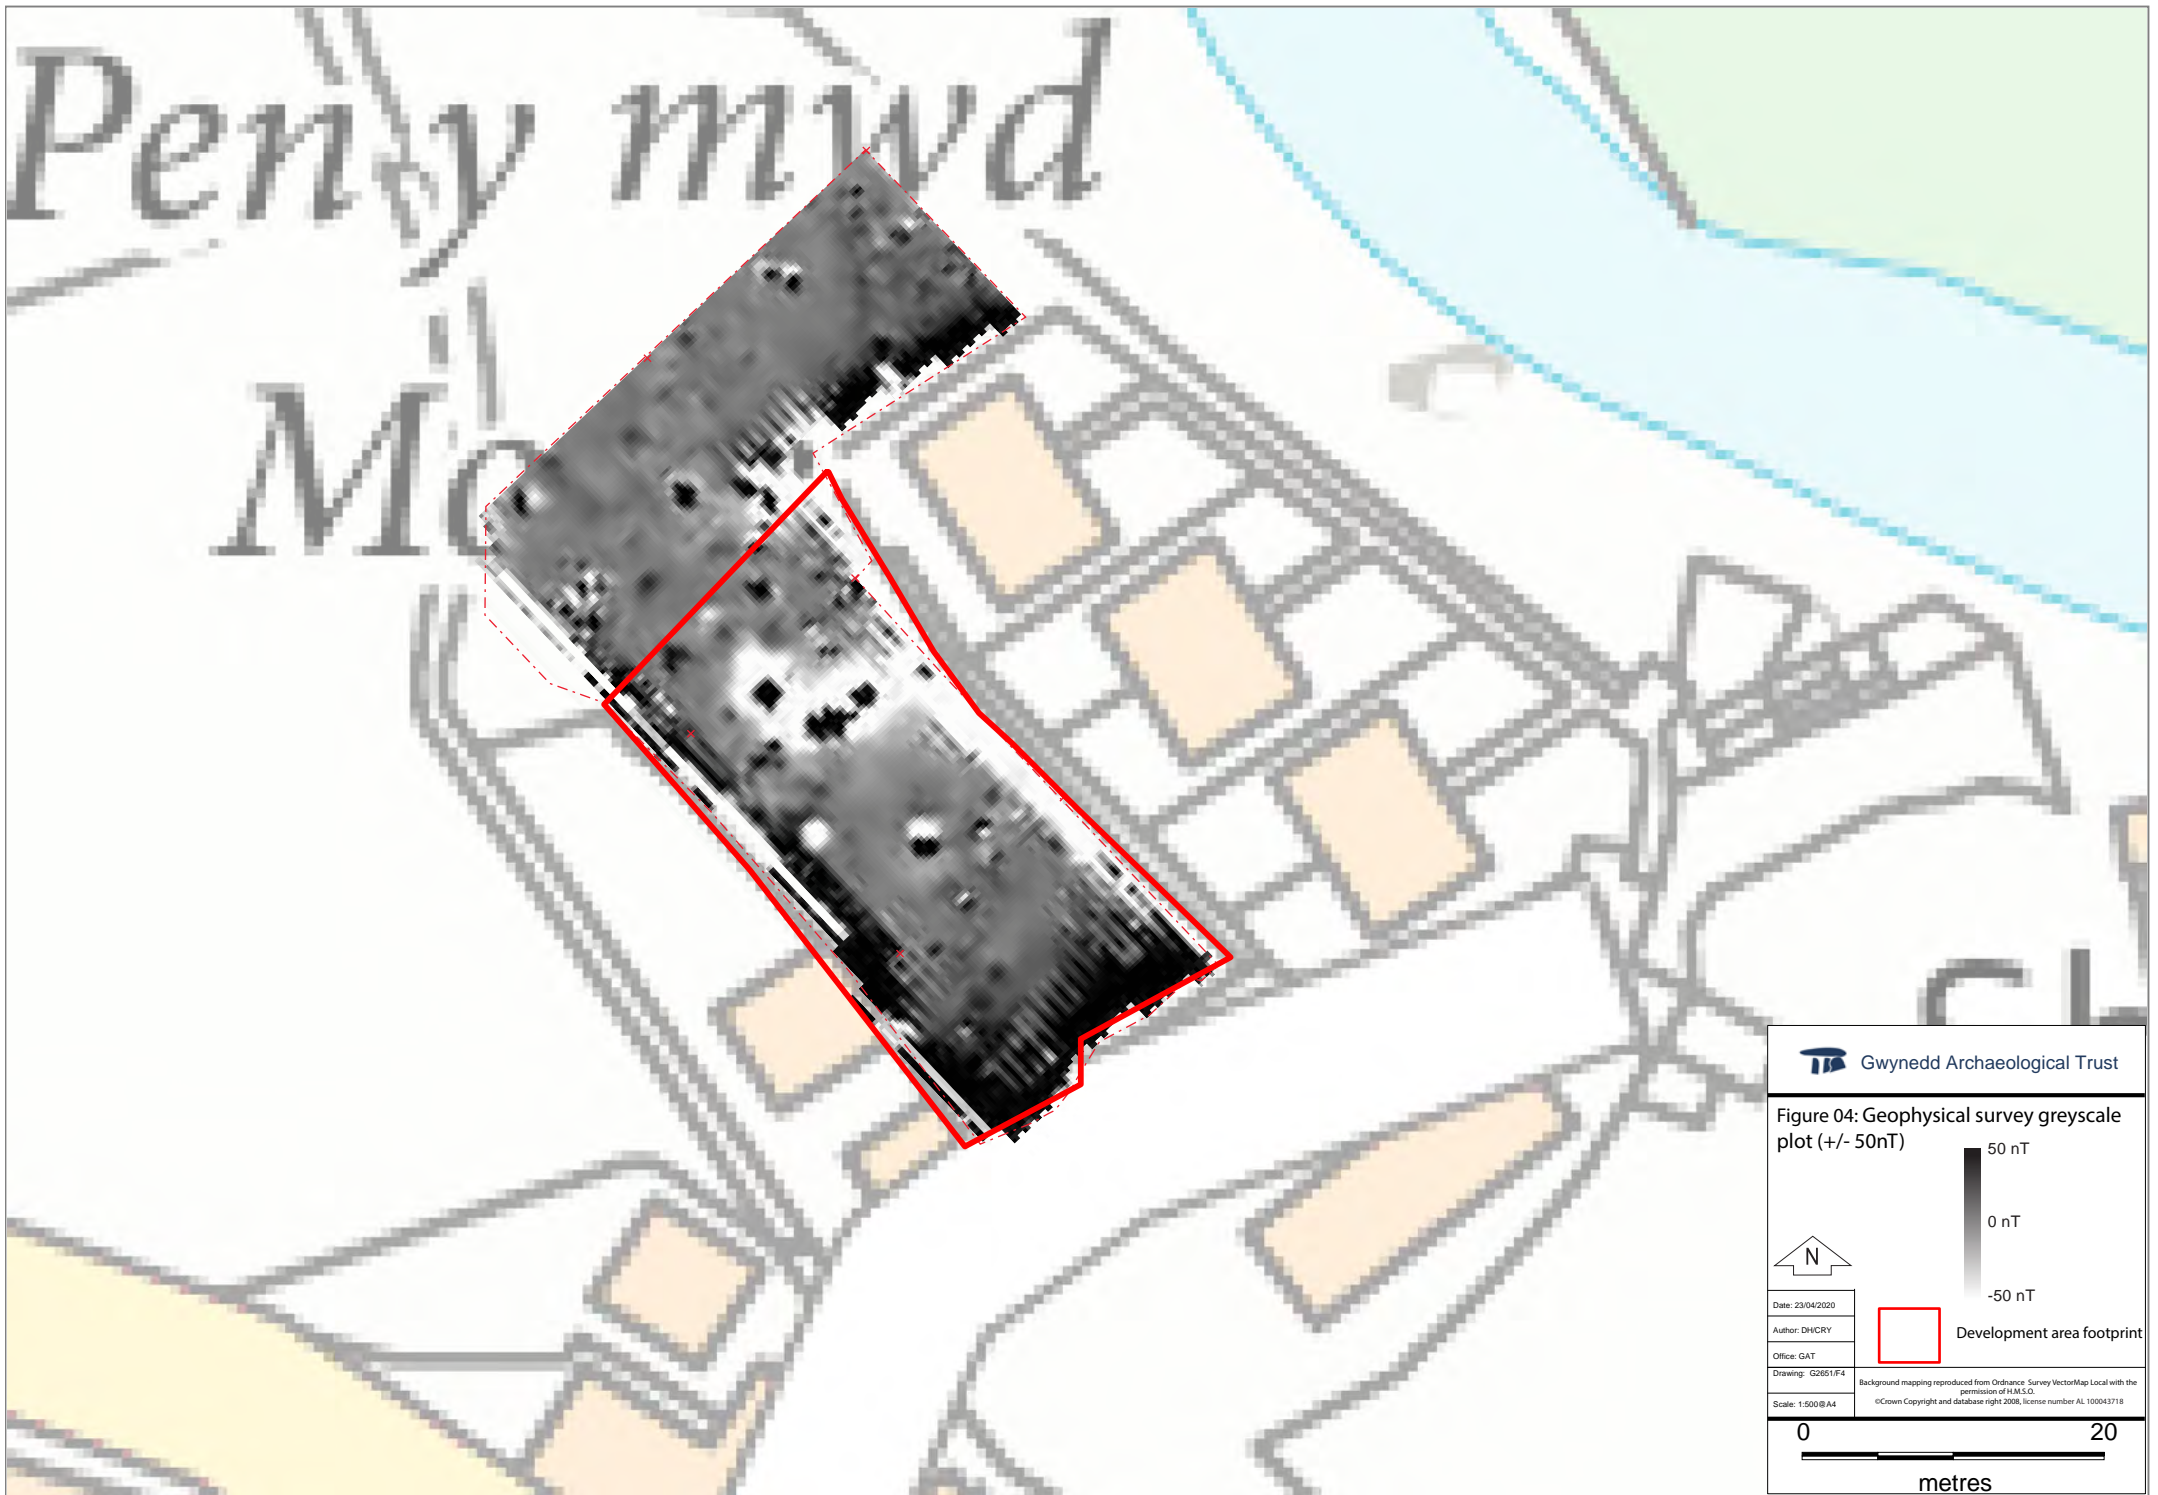 Pen y mwd
Mo
Gwynedd Archaeological Trust
Figure 04: Geophysical survey greyscale
plot (+/- 50nT)
50 nT
0 nT
-50 nT
N
Date: 23/04/2020
Author: DH/CRY
Office: GAT
Drawing: G2651/F4
Scale: 1:500@A4
Development area footprint
Background mapping reproduced from Ordnance Survey VectorMap Local with the
permission of H.M.S.O.
©Crown Copyright and database right 2008, license number AL 100043718
0 20
metres